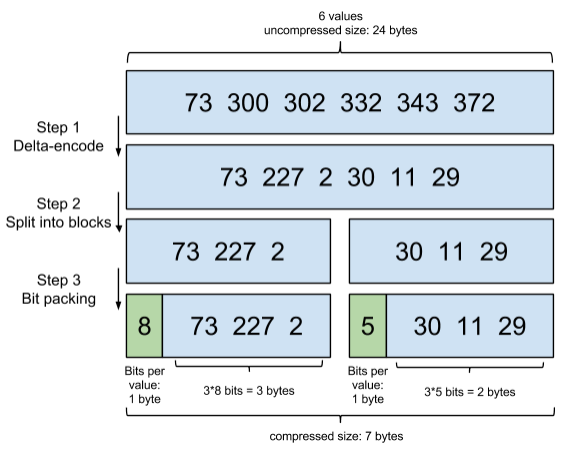 6 values
uncompressed size: 24 bytes
73 300 302 332 343 372
Step 1
Delta-encode
73 227 2 30 11 29
Step 2
Split into blocks
73 227 2
30 11 29
Step 3
Bit packing
8
73 227 2
5
30 11 29
Bits per
value:
1 byte
3*8 bits = 3 bytes
Bits per
value:
1 byte
3*5 bits = 2 bytes
compressed size: 7 bytes